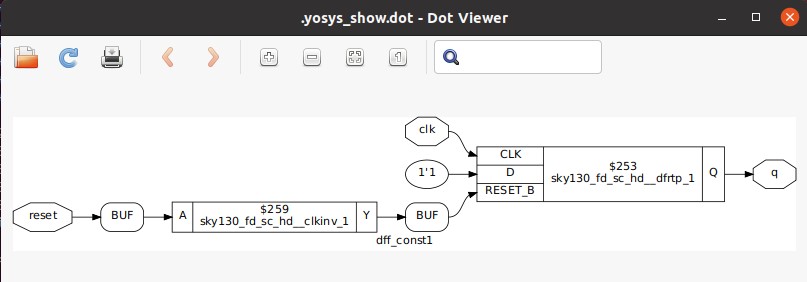 .yosys_show.dot - Dot Viewer
clk
CLK
1'1
D
RESET_B
$253
sky130_fd_sc_hd__dfrtp_1
Q
q
reset
BUF
A
$259
sky130_fd_sc_hd__clkinv_1
Y
BUF
dff_const1